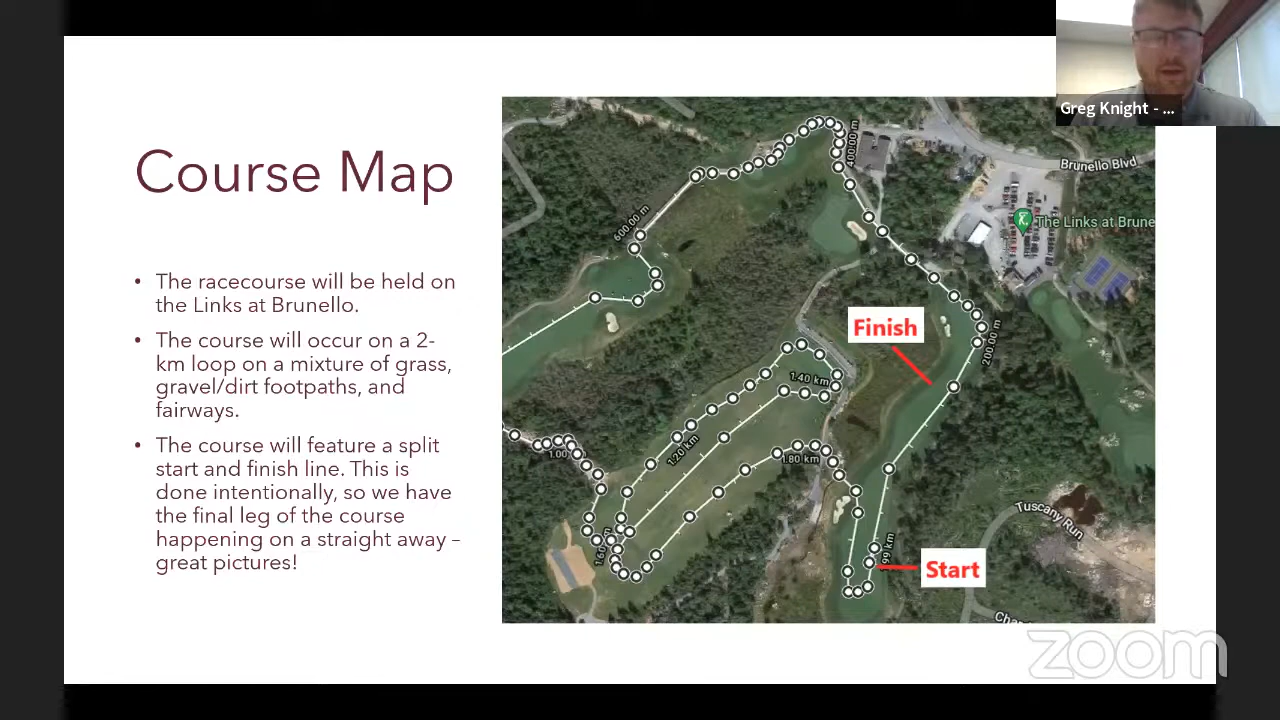 Greg Knight - ...
Course Map
• The racecourse will be held on
the Links at Brunello.
• The course will occur on a 2-
km loop on a mixture of grass,
gravel/dirt footpaths, and
fairways.
• The course will feature a split
start and finish line. This is
done intentionally, so we have
the final leg of the course
happening on a straight away –
great pictures!
400.00 m
Brunello Blvd
The Links at Brune
600.00 m
Finish
200.00 m
1.40 km
1.20 km
1.00
1.80 km
Tuscany
Run
99 km
Start
zoom